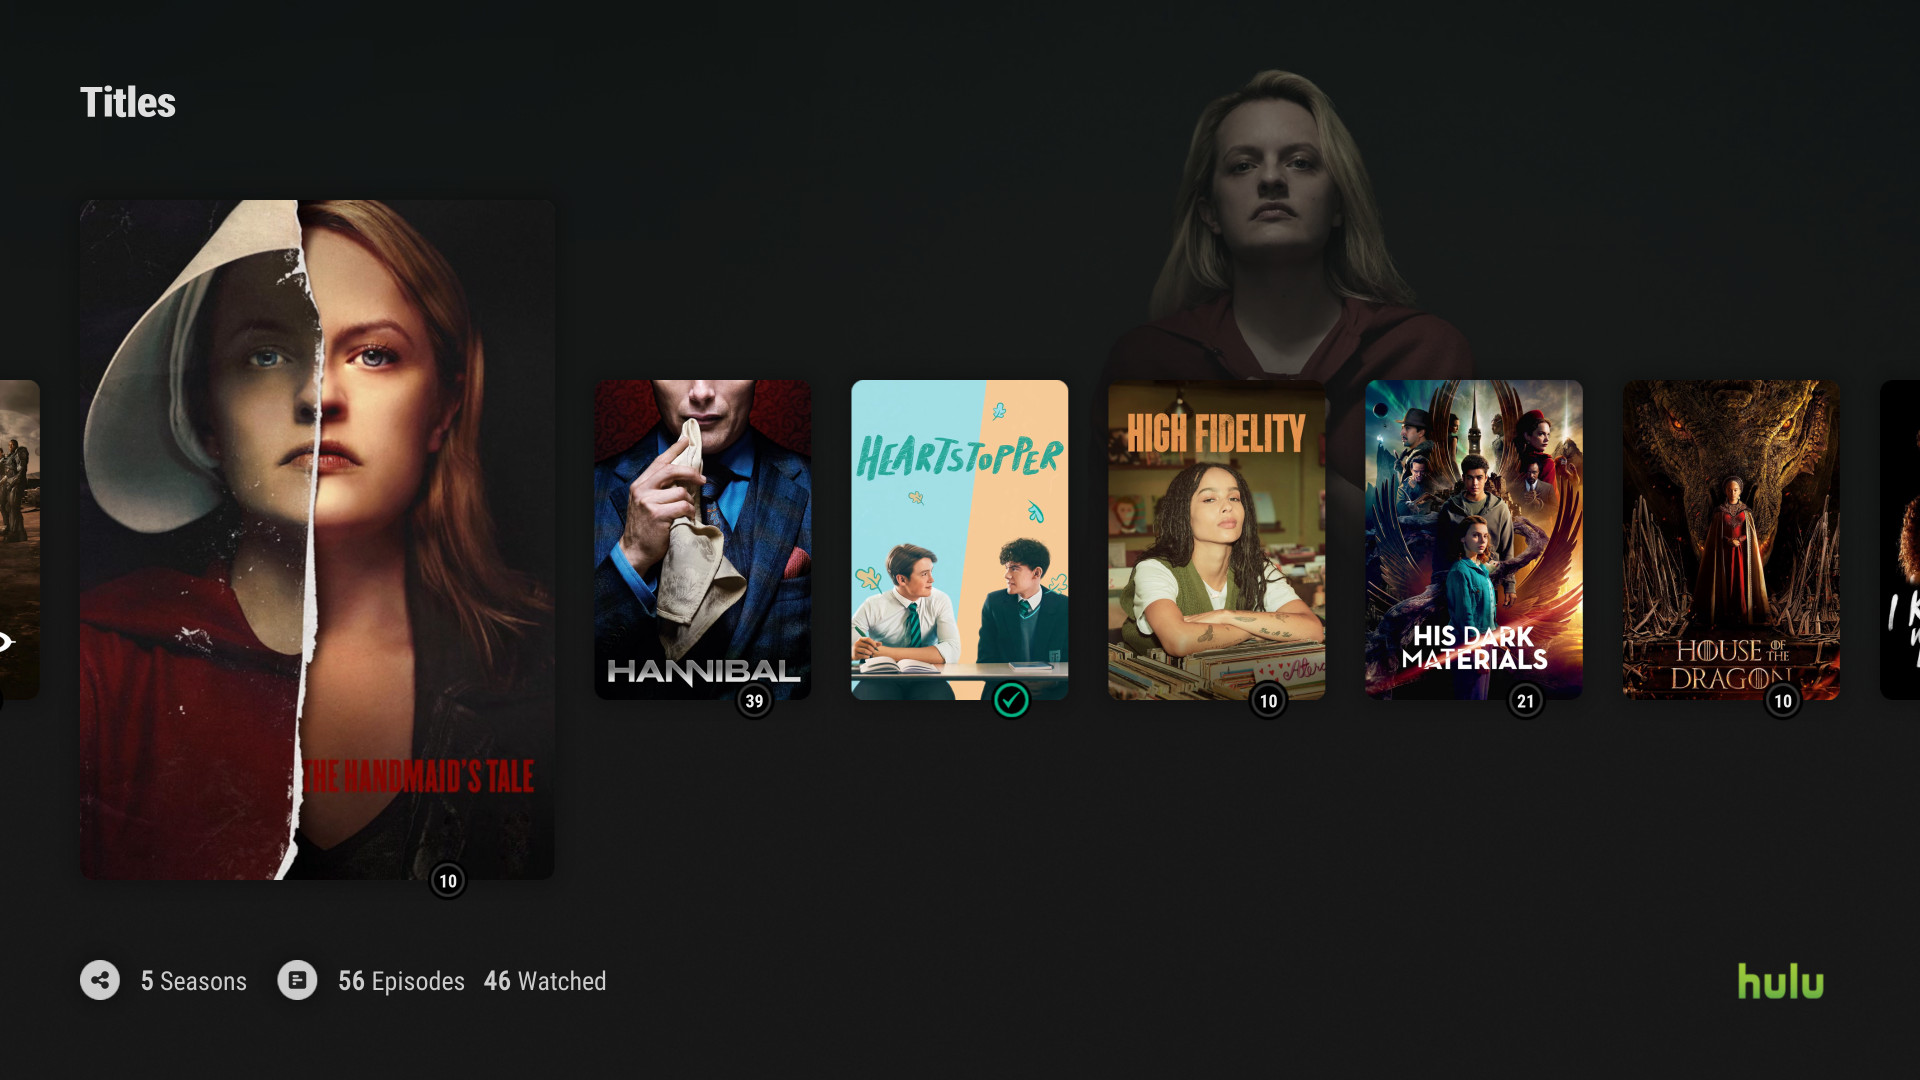 Titles
THE HANDMAID'S TALE
10
HANNIBAL
39
HEARTSTOPPER
HIGH FIDELITY
10
HIS DARK
MATERIALS
21
HOUSE OF THE
DRAGON
10
I
5 Seasons
56 Episodes
46 Watched
hulu